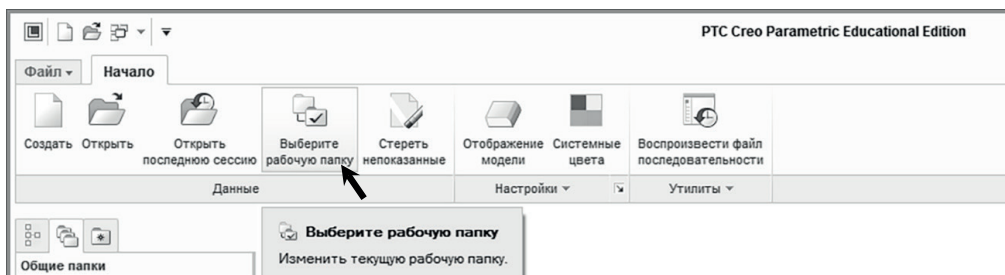 PTC Creo Parametric Educational Edition
Файл
Начало
Создать
Открыть
Открыть
последнюю сессию
Выберите
рабочую папку
Стереть
непоказанные
Отображение
модели
Системные
цвета
Воспроизвести файл
последовательности
Данные
Настройки
Утилиты
Выберите рабочую папку
Изменить текущую рабочую папку.
Общие папки